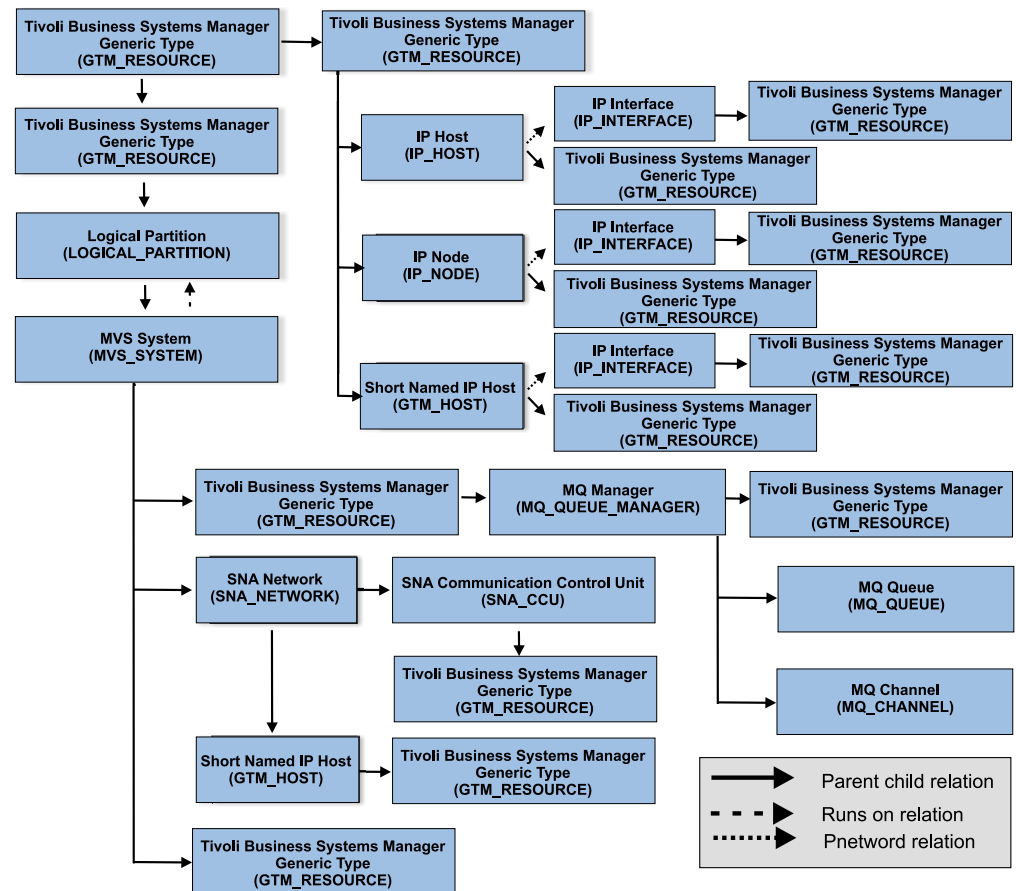 Tivoli Business Systems Manager
Generic Type
(GTM_RESOURCE)
Tivoli Business Systems Manager
Generic Type
(GTM_RESOURCE)
Tivoli Business Systems Manager
Generic Type
(GTM_RESOURCE)
Logical Partition
(LOGICAL_PARTITION)
MVS System
(MVS_SYSTEM)
IP Host
(IP_HOST)
IP Interface
(IP_INTERFACE)
Tivoli Business Systems Manager
Generic Type
(GTM_RESOURCE)
Tivoli Business Systems Manager
Generic Type
(GTM_RESOURCE)
IP Node
(IP_NODE)
IP Interface
(IP_INTERFACE)
Tivoli Business Systems Manager
Generic Type
(GTM_RESOURCE)
Tivoli Business Systems Manager
Generic Type
(GTM_RESOURCE)
Short Named IP Host
(GTM_HOST)
IP Interface
(IP_INTERFACE)
Tivoli Business Systems Manager
Generic Type
(GTM_RESOURCE)
Tivoli Business Systems Manager
Generic Type
(GTM_RESOURCE)
Tivoli Business Systems Manager
Generic Type
(GTM_RESOURCE)
MQ Manager
(MQ_QUEUE_MANAGER)
Tivoli Business Systems Manager
Generic Type
(GTM_RESOURCE)
MQ Queue
(MQ_QUEUE)
MQ Channel
(MQ_CHANNEL)
SNA Network
(SNA_NETWORK)
SNA Communication Control Unit
(SNA_CCU)
Tivoli Business Systems Manager
Generic Type
(GTM_RESOURCE)
Short Named IP Host
(GTM_HOST)
Tivoli Business Systems Manager
Generic Type
(GTM_RESOURCE)
Tivoli Business Systems Manager
Generic Type
(GTM_RESOURCE)
Parent child relation
Runs on relation
Pnetword relation